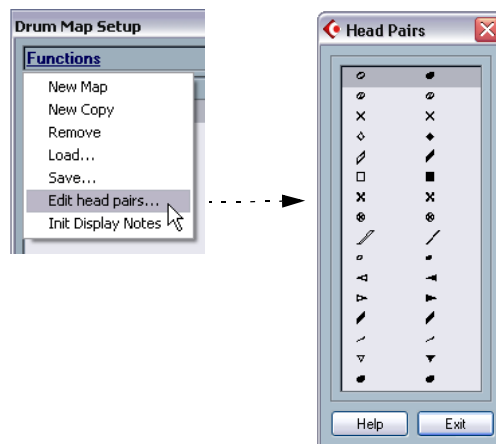 Drum Map Setup
Functions
New Map
New Copy
Remove
Load...
Save...
Edit head pairs...
Init Display Notes
Head Pairs
Help
Exit